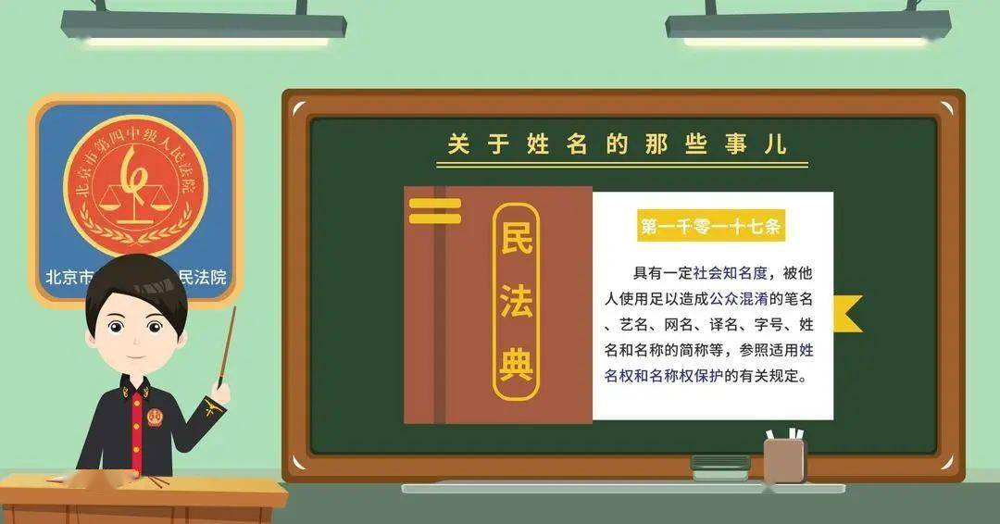 北京市第四中级人民法院
北京市
民法院
关于姓名的那些事儿
民法典
第一千零一十七条
具有一定社会知名度，被他
人使用足以造成公众混淆的笔名
、艺名、网名、译名、字号、姓
名和名称的简称等，参照适用姓
名权和名称权保护的有关规定。